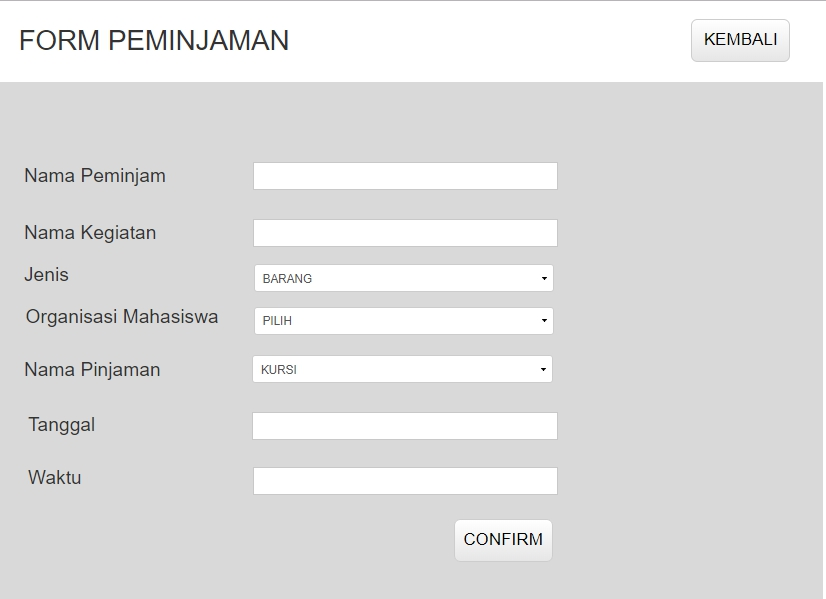 FORM PEMINJAMAN
KEMBALI
Nama Peminjam
Nama Kegiatan
Jenis
BARANG
Organisasi Mahasiswa
PILIH
Nama Pinjaman
KURSI
Tanggal
Waktu
CONFIRM